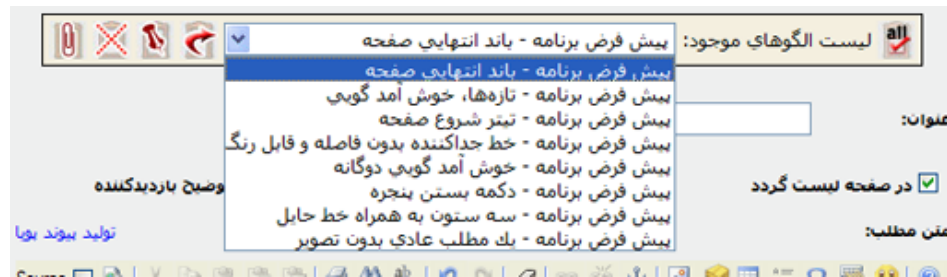 all
ليست الگوهاي موجود: پيش فرض برنامه - باند انتهايي صفحه
پيش فرض برنامه - باند انتهايي صفحه
پيش فرض برنامه - تازه‌ها، خوش آمد گويي
پيش فرض برنامه - تيتر شروع صفحه
پيش فرض برنامه - خط جداكننده بدون فاصله و قابل رنگ
پيش فرض برنامه - خوش آمد گويي دوگانه
پيش فرض برنامه - دكمه بستن پنجره
پيش فرض برنامه - سه ستون به همراه خط حايل
پيش فرض برنامه - يك مطلب عادي بدون تصوير
عنوان:
در صفحه ليست گردد
وضيح بازديدكننده
متن مطلب:
توليد پيوند پويا